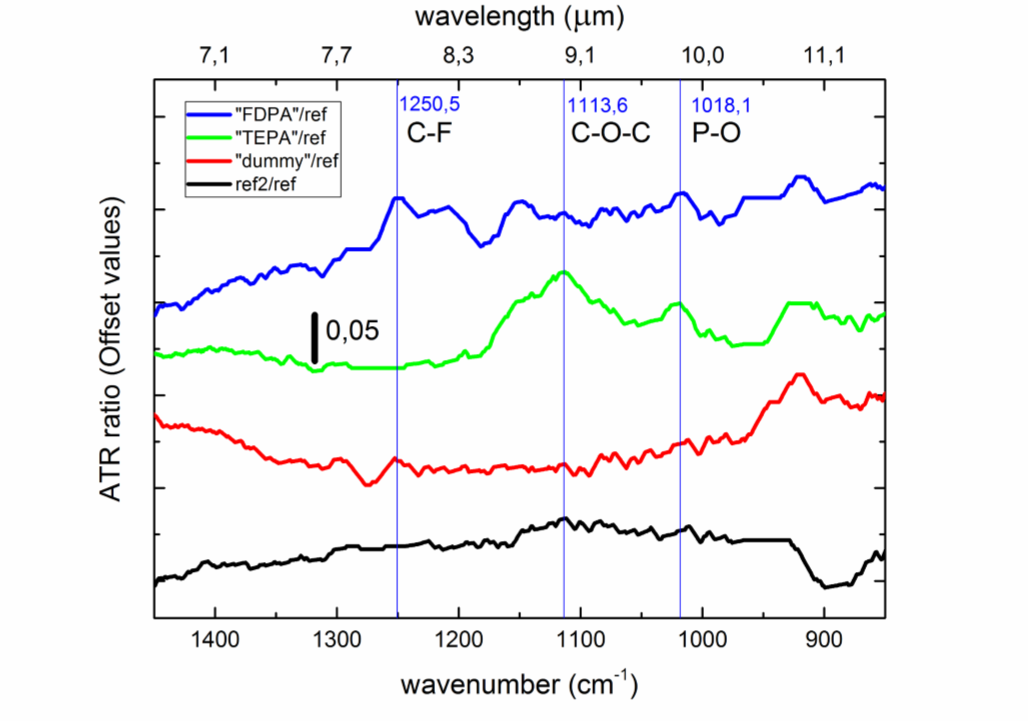 wavelength (μm)
7,1 7,7 8,3 9,1 10,0 11,1
"FDPA"/ref
"TEPA"/ref
"dummy"/ref
ref2/ref
1250,5 1113,6 1018,1
C-F C-O-C P-O
0,05
ATR ratio (Offset values)
1400 1300 1200 1100 1000 900
wavenumber (cm⁻¹)